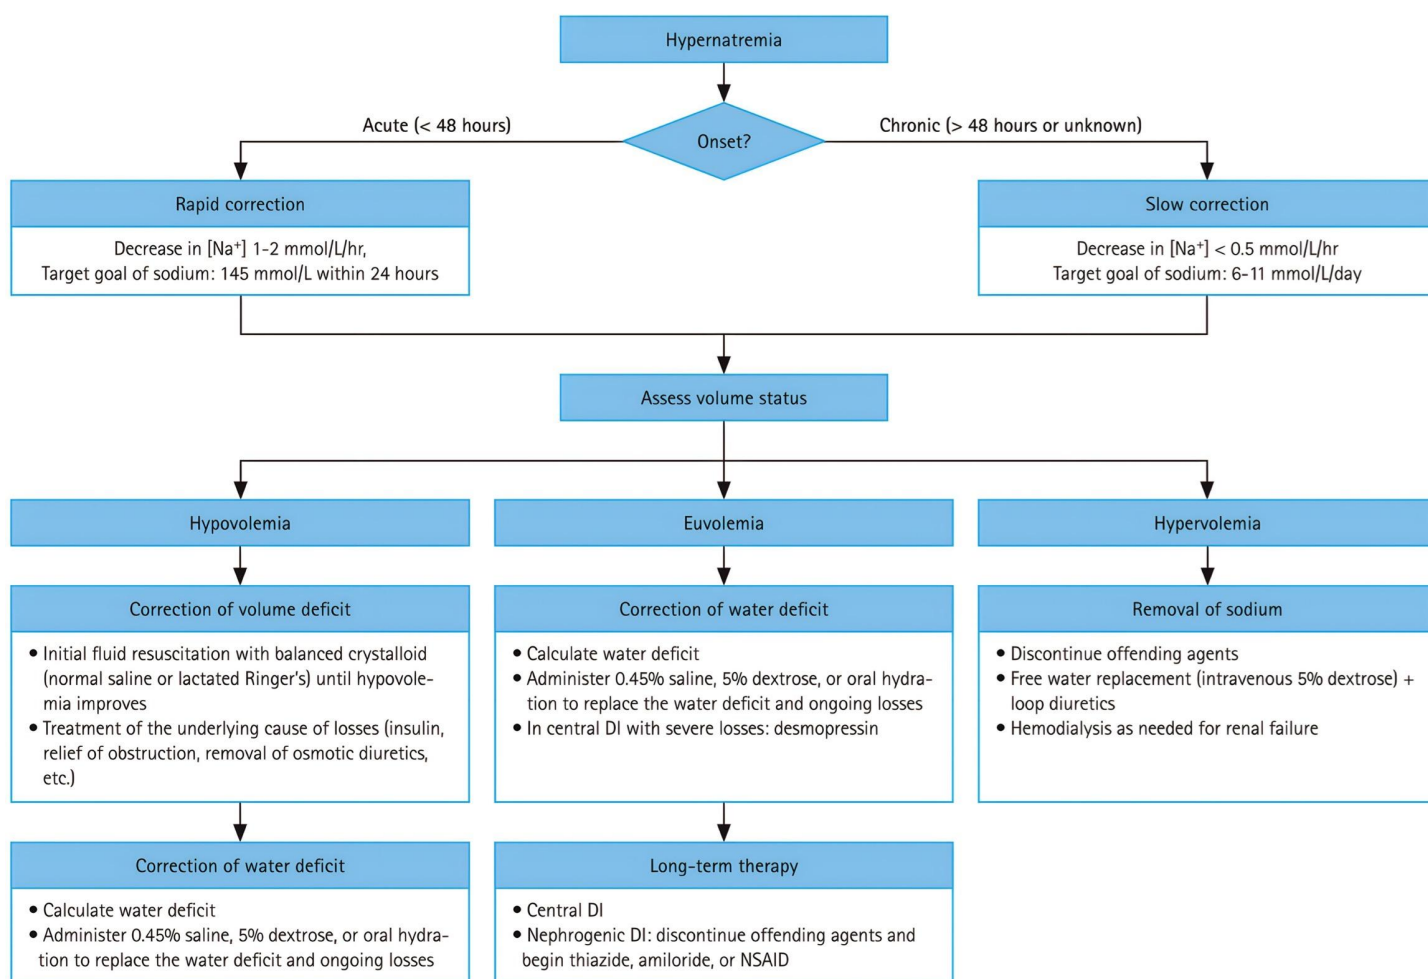 Hypernatremia
Acute (< 48 hours)
Onset?
Chronic (> 48 hours or unknown)
Rapid correction
Decrease in [Na⁺] 1-2 mmol/L/hr,
Target goal of sodium: 145 mmol/L within 24 hours
Slow correction
Decrease in [Na⁺] < 0.5 mmol/L/hr
Target goal of sodium: 6-11 mmol/L/day
Assess volume status
Hypovolemia
Euvolemia
Hypervolemia
Correction of volume deficit
• Initial fluid resuscitation with balanced crystalloid
(normal saline or lactated Ringer's) until hypovole-
mia improves
• Treatment of the underlying cause of losses (insulin,
relief of obstruction, removal of osmotic diuretics,
etc.)
Correction of water deficit
• Calculate water deficit
• Administer 0.45% saline, 5% dextrose, or oral hydra-
tion to replace the water deficit and ongoing losses
• In central DI with severe losses: desmopressin
Removal of sodium
• Discontinue offending agents
• Free water replacement (intravenous 5% dextrose) +
loop diuretics
• Hemodialysis as needed for renal failure
Correction of water deficit
• Calculate water deficit
• Administer 0.45% saline, 5% dextrose, or oral hydra-
tion to replace the water deficit and ongoing losses
Long-term therapy
• Central DI
• Nephrogenic DI: discontinue offending agents and
begin thiazide, amiloride, or NSAID